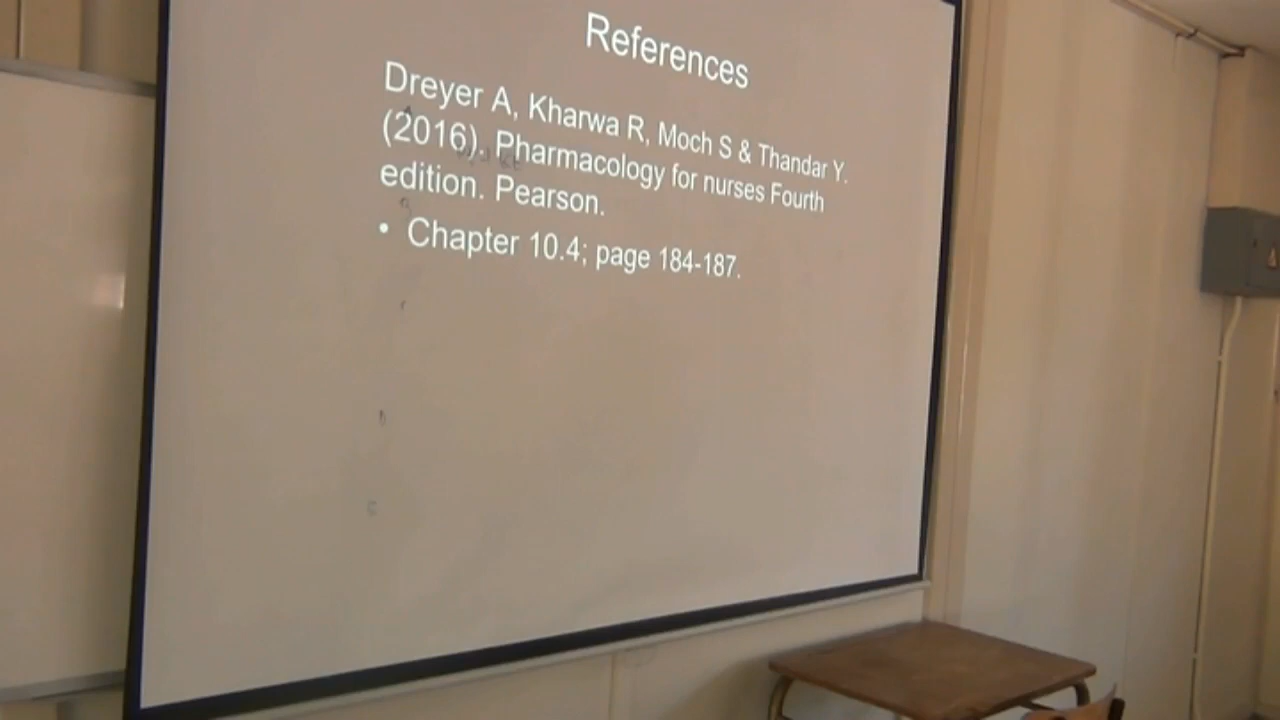 References
Dreyer A, Kharwa R, Moch S & Thandar Y.
(2016). Pharmacology for nurses Fourth
edition. Pearson.
• Chapter 10.4; page 184-187.